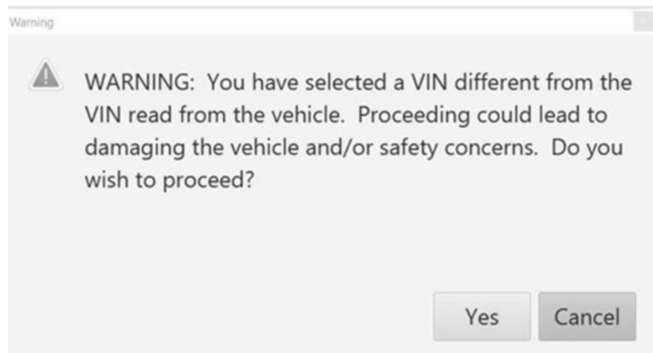 Warning
WARNING: You have selected a VIN different from the
VIN read from the vehicle. Proceeding could lead to
damaging the vehicle and/or safety concerns. Do you
wish to proceed?
Yes
Cancel